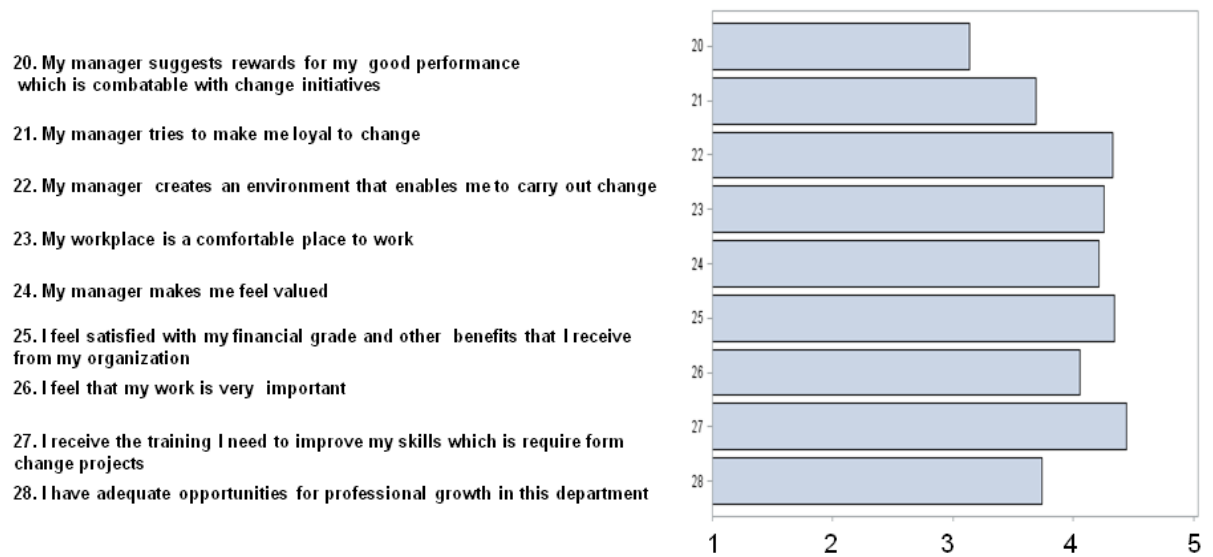 20. My manager suggests rewards for my good performance
which is combatable with change initiatives
21. My manager tries to make me loyal to change
22. My manager creates an environment that enables me to carry out change
23. My workplace is a comfortable place to work
24. My manager makes me feel valued
25. I feel satisfied with my financial grade and other benefits that I receive
from my organization
26. I feel that my work is very important
27. I receive the training I need to improve my skills which is require form
change projects
28. I have adequate opportunities for professional growth in this department
20
21
22
23
24
25
26
27
28
1 2 3 4 5